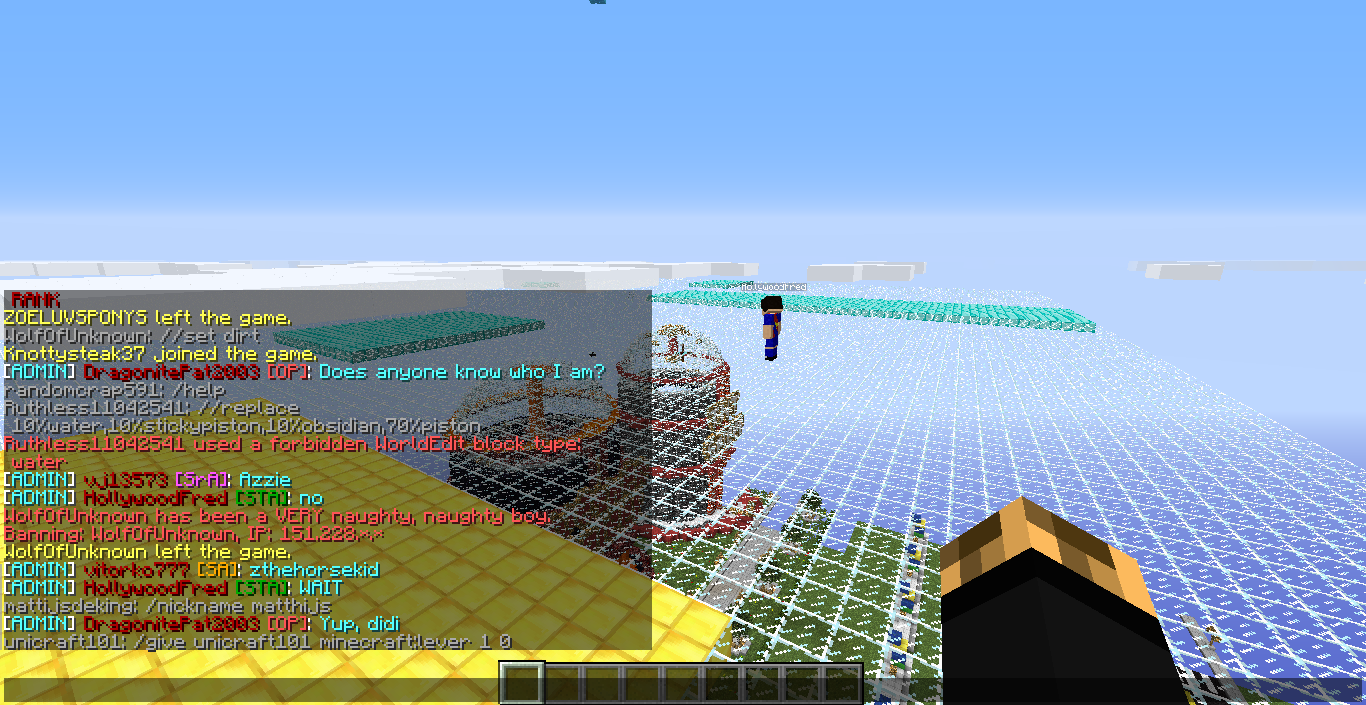 HollywoodFred
RANK
ZOELUVSPONYS left the game.
WolfOfUnknown: //set dirt
Knottysteak37 joined the game.
[ADMIN] DragonitePat2003 [OP]: Does anyone know who I am?
randomcrap591: /help
Ruthless11042541: //replace
10%water,10%stickypiston,10%obsidian,70%piston
Ruthless11042541 used a forbidden WorldEdit block type:
water
[ADMIN] vj13573 [SrA]: Azzie
[ADMIN] HollywoodFred [STA]: no
WolfOfUnknown has been a VERY naughty, naughty boy.
Banning: WolfOfUnknown, IP: 151.228.*.*
WolfOfUnknown left the game.
[ADMIN] vitorko777 [SA]: zthehorsekid
[ADMIN] HollywoodFred [STA]: WAIT
mattijsdeking: /nickname matthijs
[ADMIN] DragonitePat2003 [OP]: Yup, didi
unicraft101: /give unicraft101 minecraft:lever 1 0